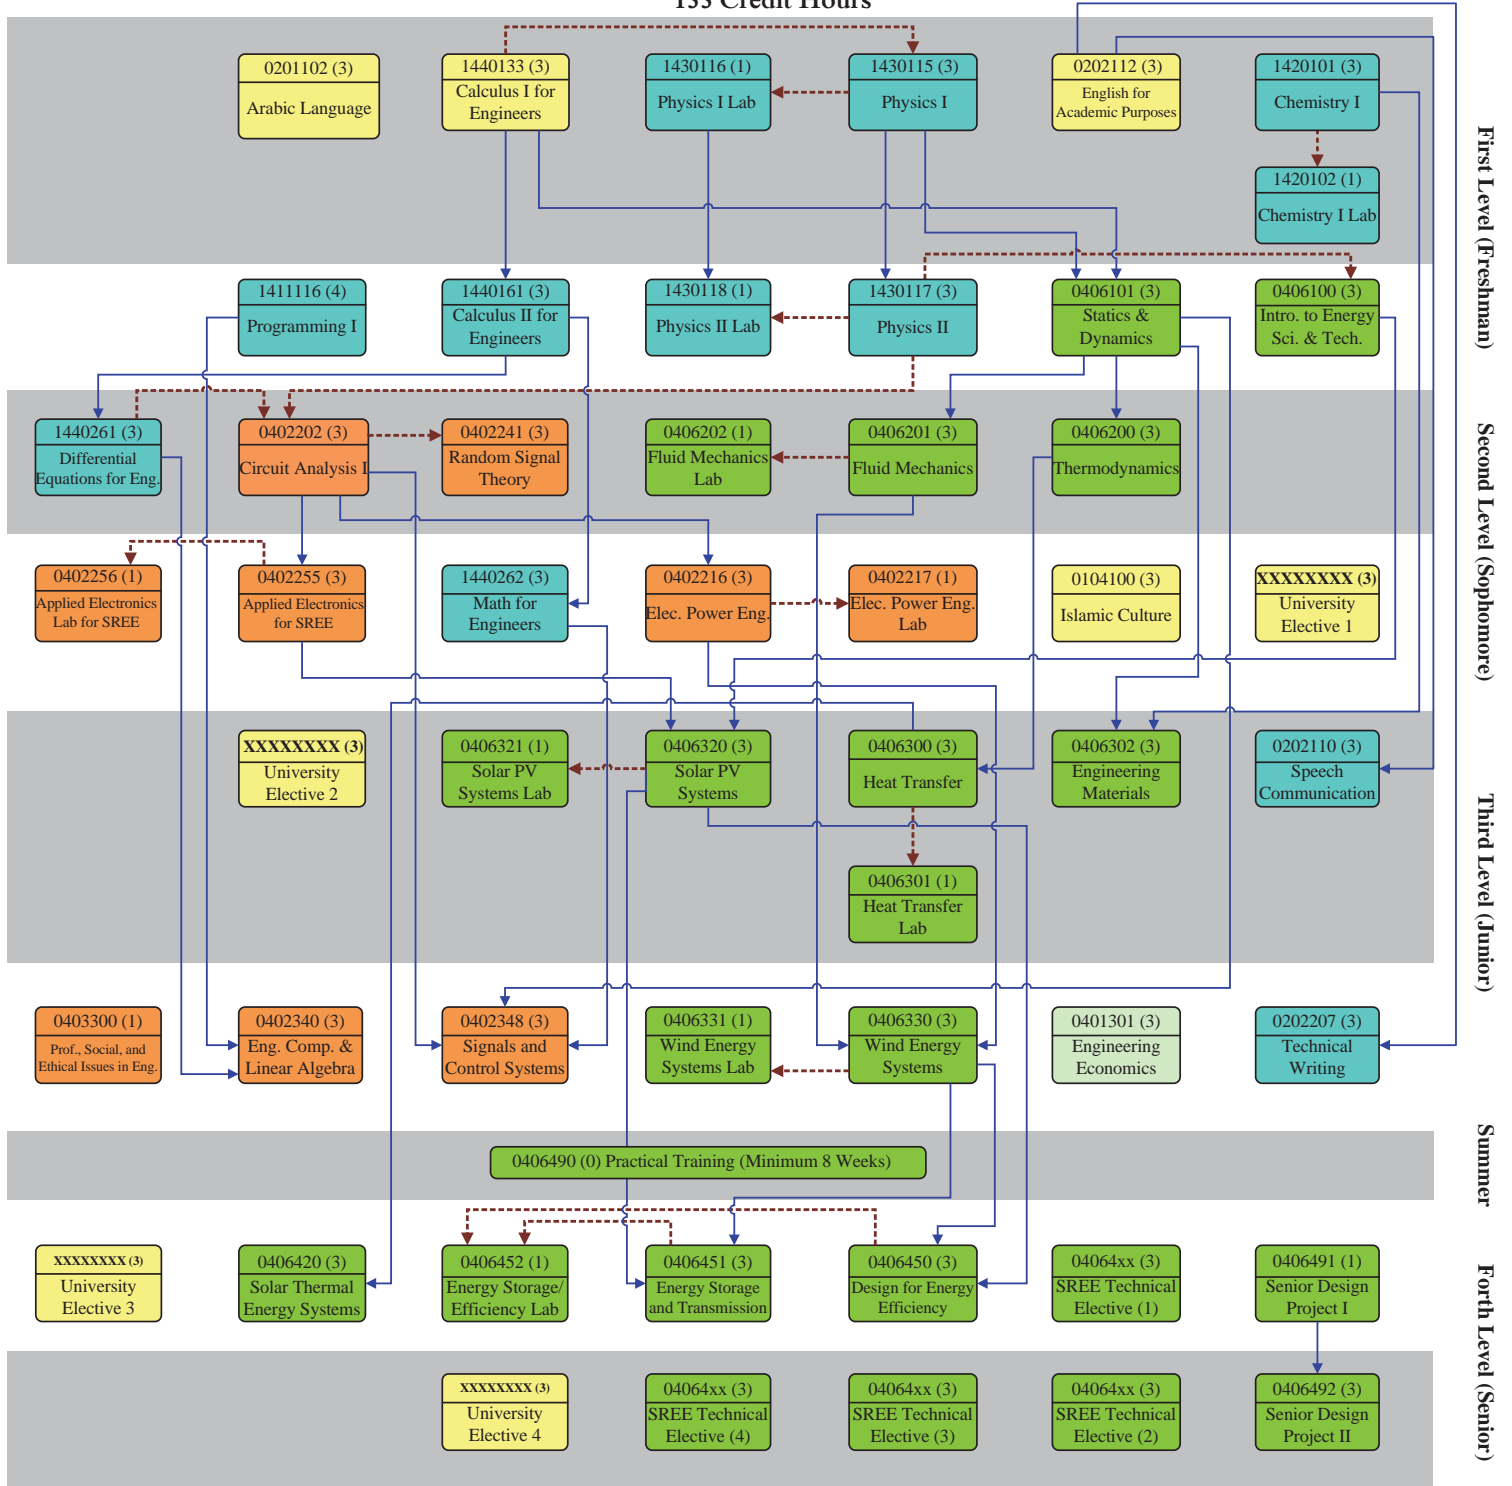 133 Credit Hours
0201102 (3)
Arabic Language
1440133 (3)
Calculus I for
Engineers
1430116 (1)
Physics I Lab
1430115 (3)
Physics I
0202112 (3)
English for
Academic Purposes
1420101 (3)
Chemistry I
1420102 (1)
Chemistry I Lab
First Level (Freshman)
1411116 (4)
Programming I
1440161 (3)
Calculus II for
Engineers
1430118 (1)
Physics II Lab
1430117 (3)
Physics II
0406101 (3)
Statics &
Dynamics
0406100 (3)
Intro. to Energy
Sci. & Tech.
1440261 (3)
Differential
Equations for Eng.
0402202 (3)
Circuit Analysis I
0402241 (3)
Random Signal
Theory
0406202 (1)
Fluid Mechanics
Lab
0406201 (3)
Fluid Mechanics
0406200 (3)
Thermodynamics
Second Level (Sophomore)
0402256 (1)
Applied Electronics
Lab for SREE
0402255 (3)
Applied Electronics
for SREE
1440262 (3)
Math for
Engineers
0402216 (3)
Elec. Power Eng.
0402217 (1)
Elec. Power Eng.
Lab
0104100 (3)
Islamic Culture
XXXXXXXX (3)
University
Elective 1
XXXXXXXX (3)
University
Elective 2
0406321 (1)
Solar PV
Systems Lab
0406320 (3)
Solar PV
Systems
0406300 (3)
Heat Transfer
0406302 (3)
Engineering
Materials
0202110 (3)
Speech
Communication
0406301 (1)
Heat Transfer
Lab
Third Level (Junior)
0403300 (1)
Prof., Social, and
Ethical Issues in Eng.
0402340 (3)
Eng. Comp. &
Linear Algebra
0402348 (3)
Signals and
Control Systems
0406331 (1)
Wind Energy
Systems Lab
0406330 (3)
Wind Energy
Systems
0401301 (3)
Engineering
Economics
0202207 (3)
Technical
Writing
0406490 (0) Practical Training (Minimum 8 Weeks)
Summer
XXXXXXXX (3)
University
Elective 3
0406420 (3)
Solar Thermal
Energy Systems
0406452 (1)
Energy Storage/
Efficiency Lab
0406451 (3)
Energy Storage
and Transmission
0406450 (3)
Design for Energy
Efficiency
04064xx (3)
SREE Technical
Elective (1)
0406491 (1)
Senior Design
Project I
Forth Level (Senior)
XXXXXXXX (3)
University
Elective 4
04064xx (3)
SREE Technical
Elective (4)
04064xx (3)
SREE Technical
Elective (3)
04064xx (3)
SREE Technical
Elective (2)
0406492 (3)
Senior Design
Project II